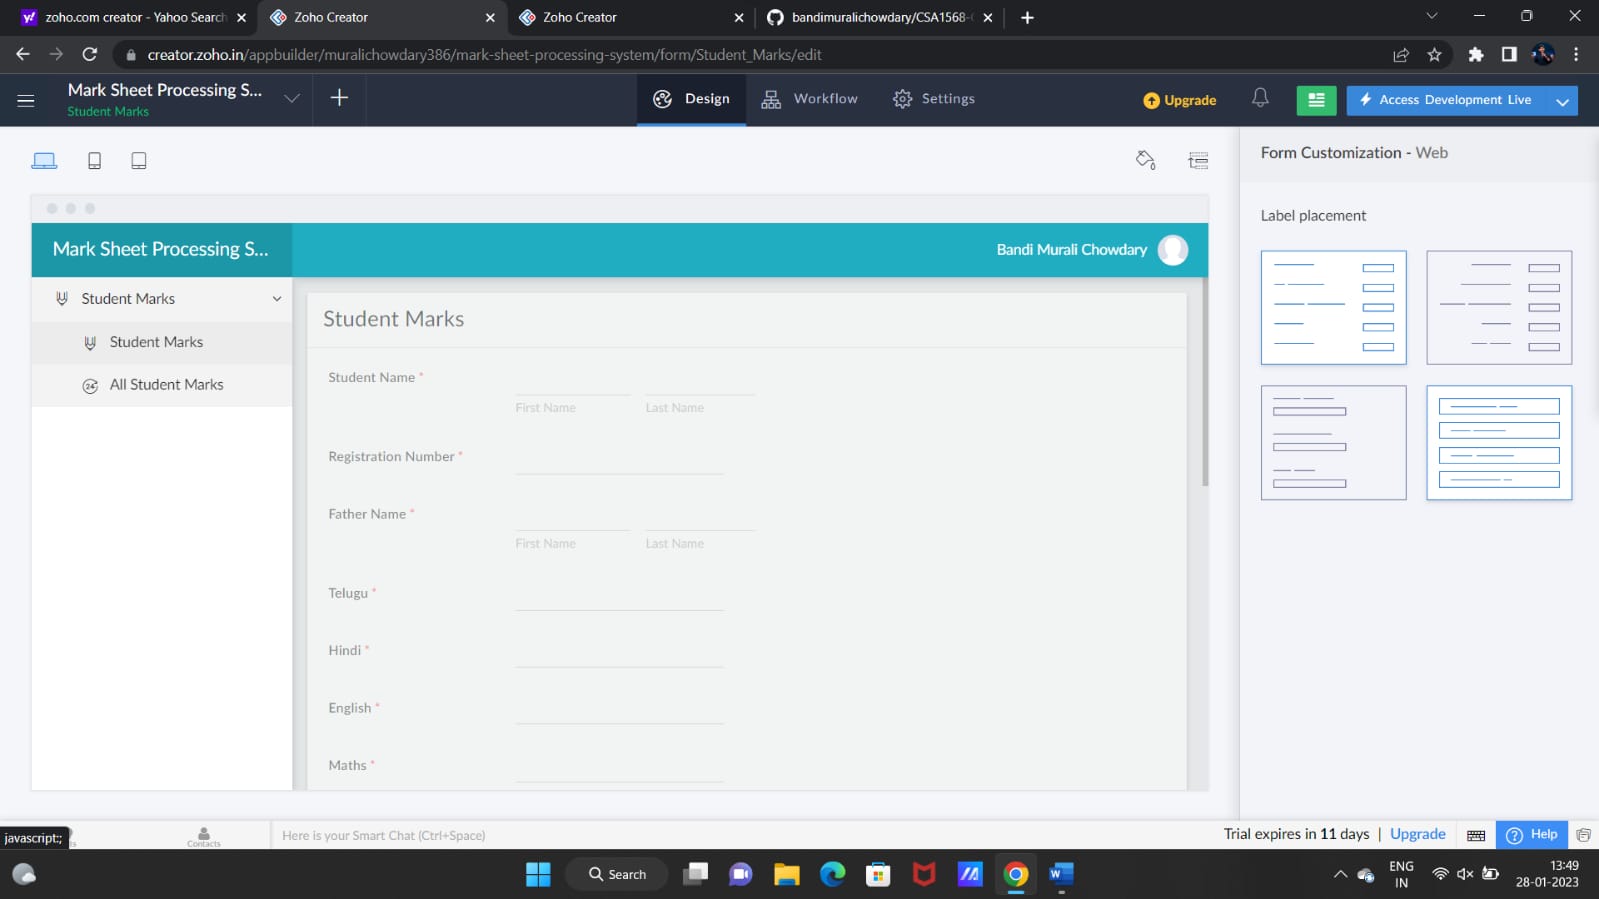 zoho.com creator - Yahoo Search
Zoho Creator
Zoho Creator
bandimuralichowdary/CSA1568-
creator.zoho.in/appbuilder/muralichowdary386/mark-sheet-processing-system/form/Student_Marks/edit
Mark Sheet Processing S...
Student Marks
Design
Workflow
Settings
Upgrade
Access Development Live
Form Customization - Web
Label placement
Mark Sheet Processing S...
Bandi Murali Chowdary
Student Marks
Student Marks
All Student Marks
Student Marks
Student Name *
First Name
Last Name
Registration Number *
Father Name *
First Name
Last Name
Telugu *
Hindi *
English *
Maths *
javascript:;
Contacts
Here is your Smart Chat (Ctrl+Space)
Trial expires in 11 days | Upgrade
Help
Search
ENG
IN
13:49
28-01-2023